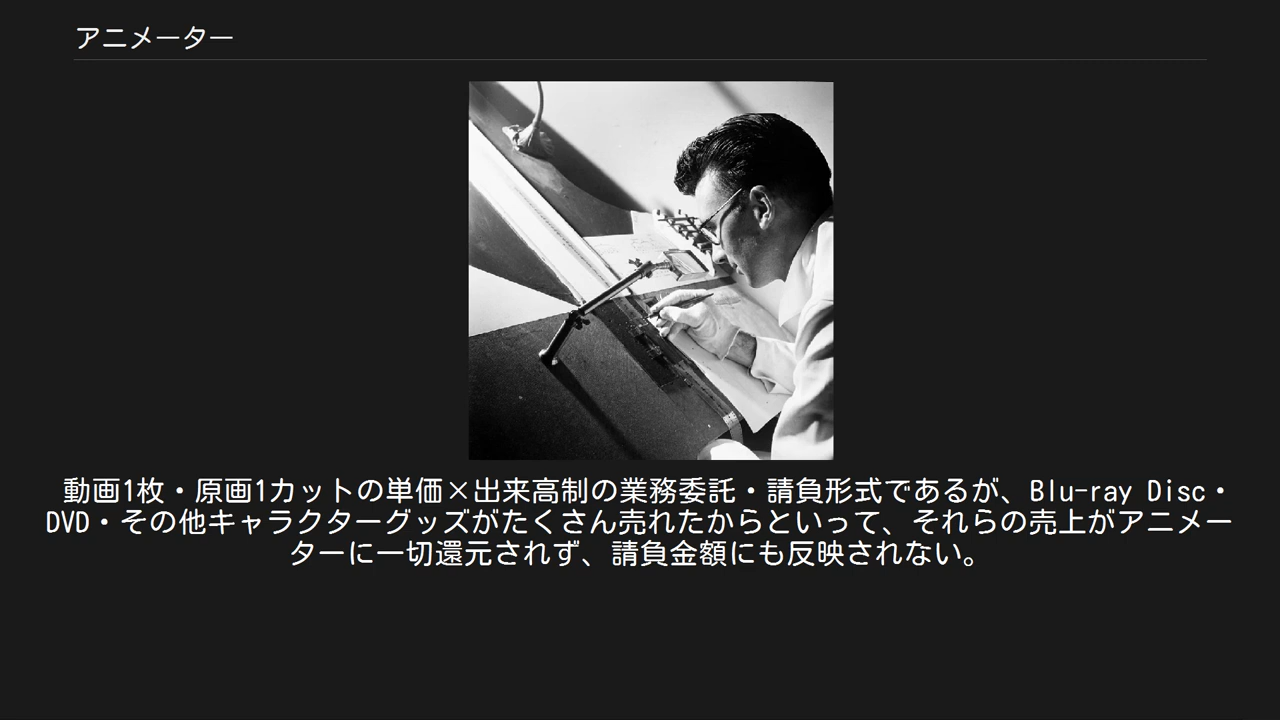 アニメーター
動画1枚・原画1カットの単価×出来高制の業務委託・請負形式であるが、Blu-ray Disc・
DVD・その他キャラクターグッズがたくさん売れたからといって、それらの売上がアニメー
ターに一切還元されず、請負金額にも反映されない。